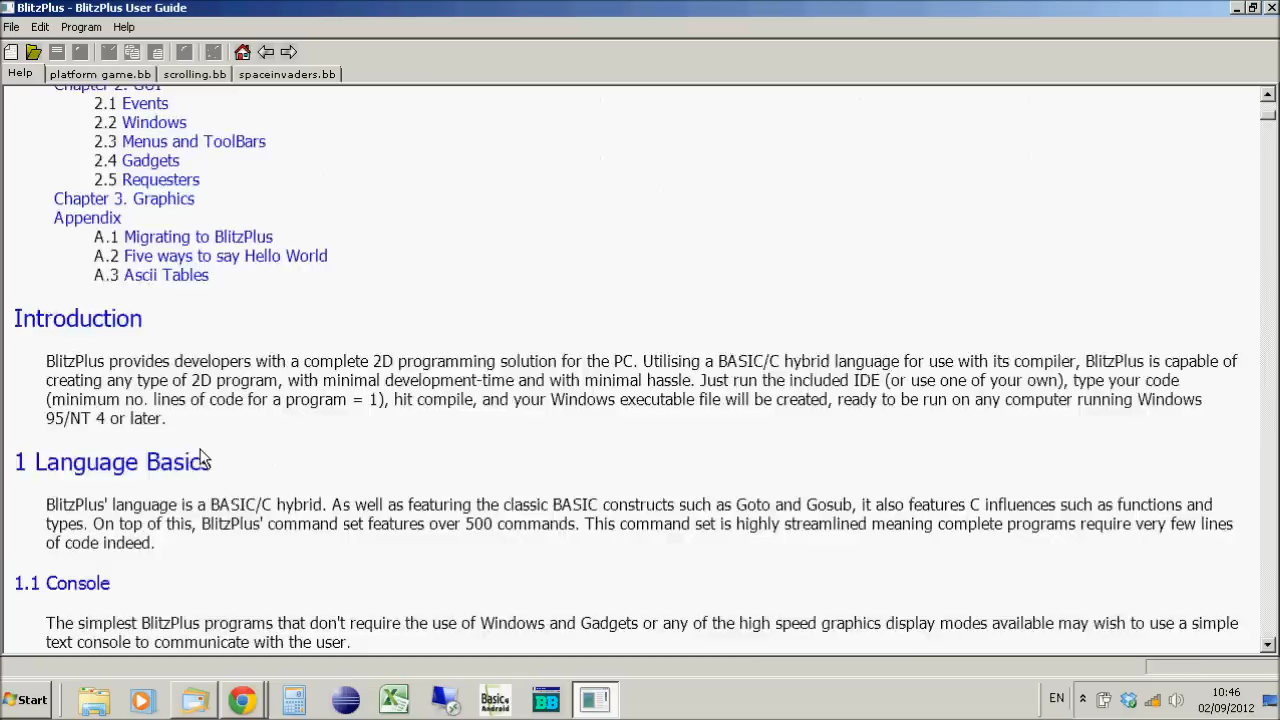 BlitzPlus - BlitzPlus User Guide
File Edit Program Help
Help platform game.bb scrolling.bb spaceinvaders.bb
Chapter 2. GUI
2.1 Events
2.2 Windows
2.3 Menus and ToolBars
2.4 Gadgets
2.5 Requesters
Chapter 3. Graphics
Appendix
A.1 Migrating to BlitzPlus
A.2 Five ways to say Hello World
A.3 Ascii Tables
Introduction
BlitzPlus provides developers with a complete 2D programming solution for the PC. Utilising a BASIC/C hybrid language for use with its compiler, BlitzPlus is capable of
creating any type of 2D program, with minimal development-time and with minimal hassle. Just run the included IDE (or use one of your own), type your code
(minimum no. lines of code for a program = 1), hit compile, and your Windows executable file will be created, ready to be run on any computer running Windows
95/NT 4 or later.
1 Language Basics
BlitzPlus' language is a BASIC/C hybrid. As well as featuring the classic BASIC constructs such as Goto and Gosub, it also features C influences such as functions and
types. On top of this, BlitzPlus' command set features over 500 commands. This command set is highly streamlined meaning complete programs require very few lines
of code indeed.
1.1 Console
The simplest BlitzPlus programs that don't require the use of Windows and Gadgets or any of the high speed graphics display modes available may wish to use a simple
text console to communicate with the user.
Start Basic Android BB EN 10:46
02/09/2012